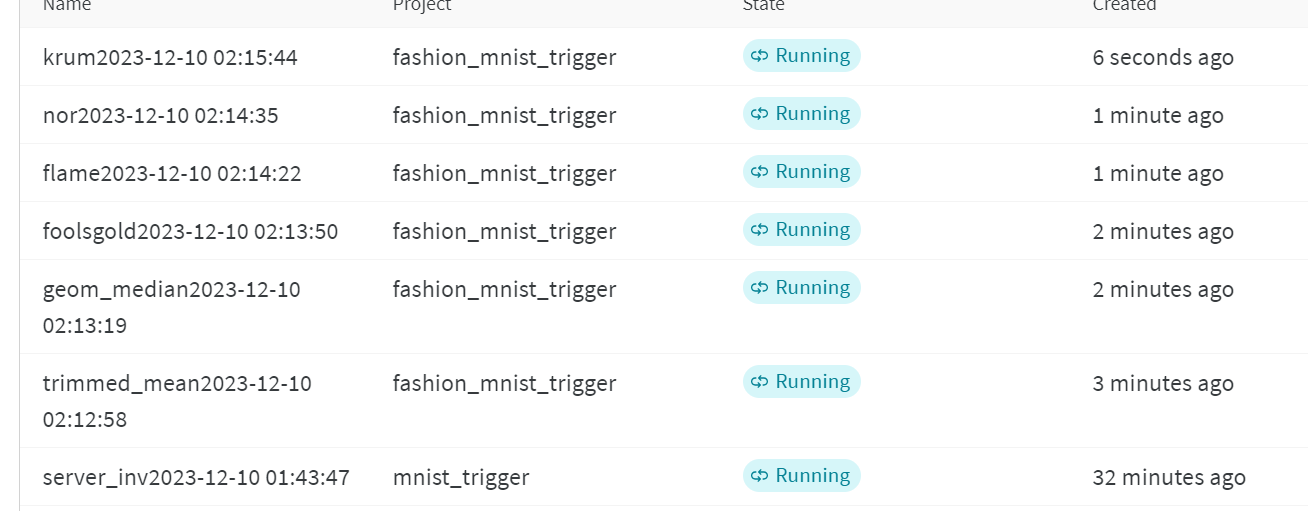 Name Project State Created
krum2023-12-10 02:15:44 fashion_mnist_trigger Running 6 seconds ago
nor2023-12-10 02:14:35 fashion_mnist_trigger Running 1 minute ago
flame2023-12-10 02:14:22 fashion_mnist_trigger Running 1 minute ago
foolsgold2023-12-10 02:13:50 fashion_mnist_trigger Running 2 minutes ago
geom_median2023-12-10 fashion_mnist_trigger Running 2 minutes ago
02:13:19
trimmed_mean2023-12-10 fashion_mnist_trigger Running 3 minutes ago
02:12:58
server_inv2023-12-10 01:43:47 mnist_trigger Running 32 minutes ago